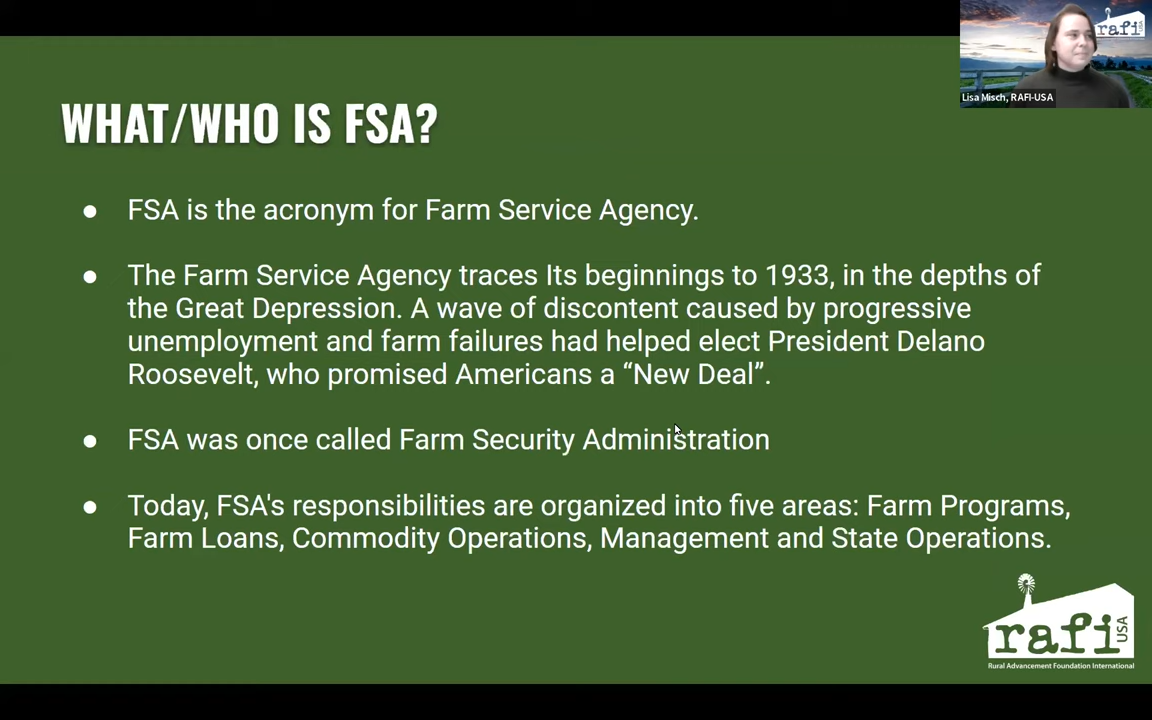 rafi
USA
Lisa Misch, RAFI-USA
WHAT/WHO IS FSA?
● FSA is the acronym for Farm Service Agency.
● The Farm Service Agency traces Its beginnings to 1933, in the depths of
the Great Depression. A wave of discontent caused by progressive
unemployment and farm failures had helped elect President Delano
Roosevelt, who promised Americans a “New Deal”.
● FSA was once called Farm Security Administration
● Today, FSA's responsibilities are organized into five areas: Farm Programs,
Farm Loans, Commodity Operations, Management and State Operations.
rafi
USA
Rural Advancement Foundation International